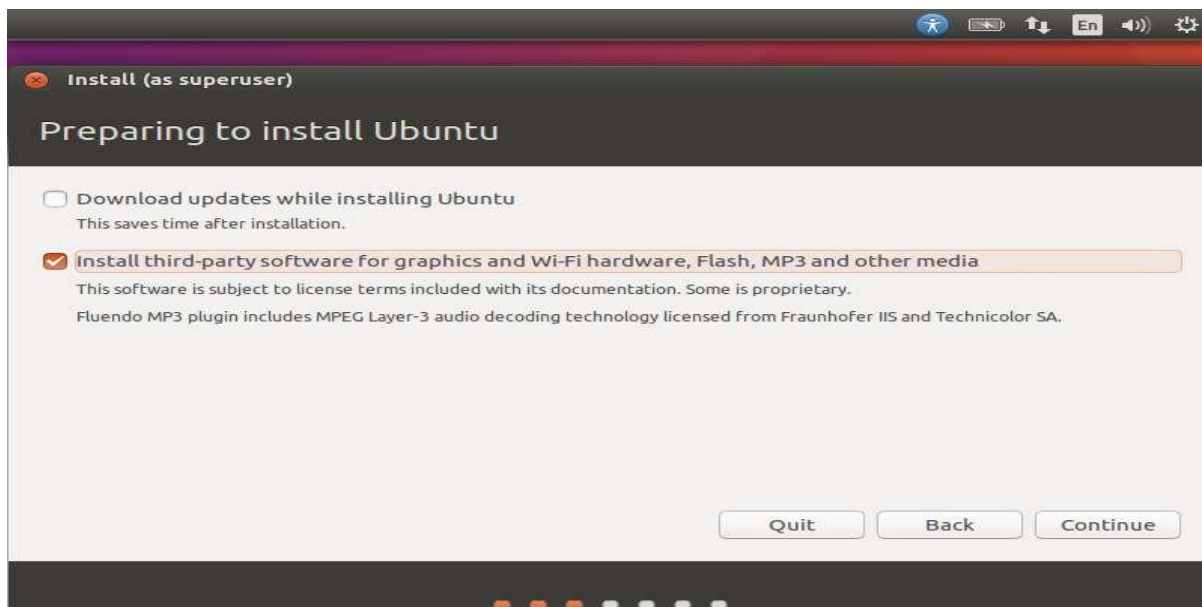 En
Install (as superuser)
Preparing to install Ubuntu
Download updates while installing Ubuntu
This saves time after installation.
Install third-party software for graphics and Wi-Fi hardware, Flash, MP3 and other media
This software is subject to license terms included with its documentation. Some is proprietary.
Fluendo MP3 plugin includes MPEG Layer-3 audio decoding technology licensed from Fraunhofer IIS and Technicolor SA.
Quit Back Continue